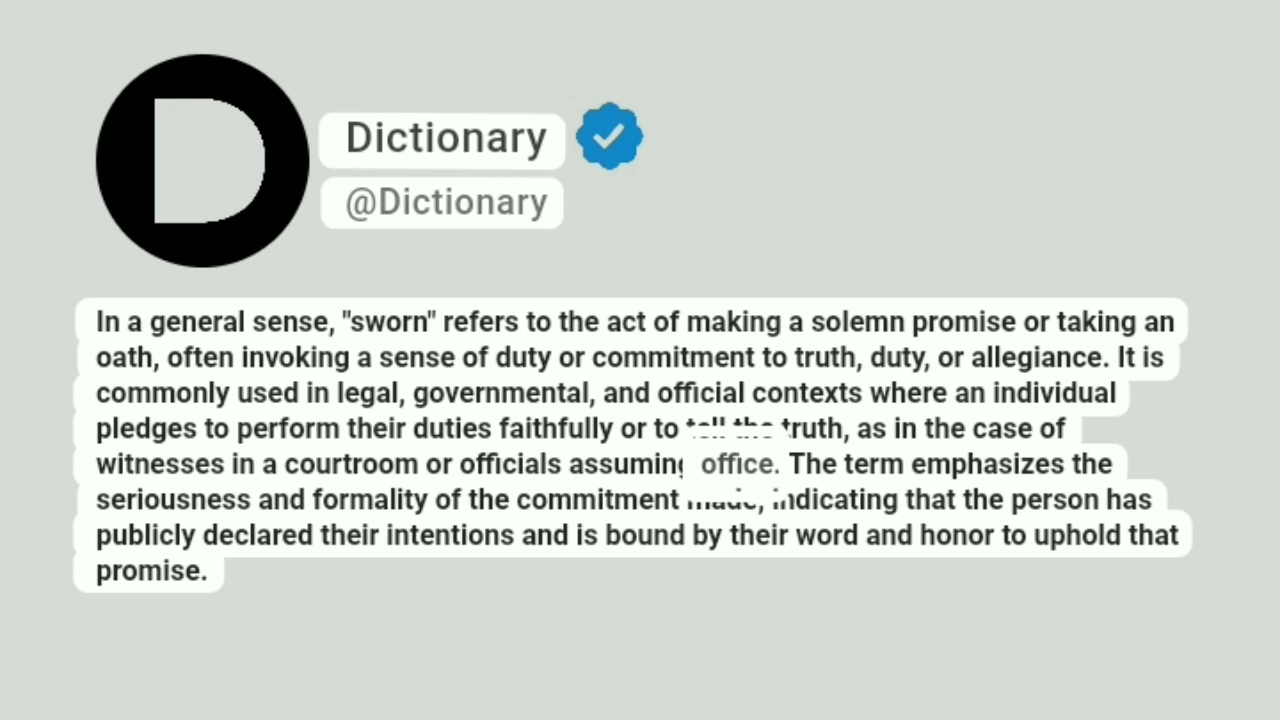 Dictionary
@Dictionary
In a general sense, "sworn" refers to the act of making a solemn promise or taking an
oath, often invoking a sense of duty or commitment to truth, duty, or allegiance. It is
commonly used in legal, governmental, and official contexts where an individual
pledges to perform their duties faithfully or to tell the truth, as in the case of
witnesses in a courtroom or officials assuming office. The term emphasizes the
seriousness and formality of the commitment made, indicating that the person has
publicly declared their intentions and is bound by their word and honor to uphold that
promise.